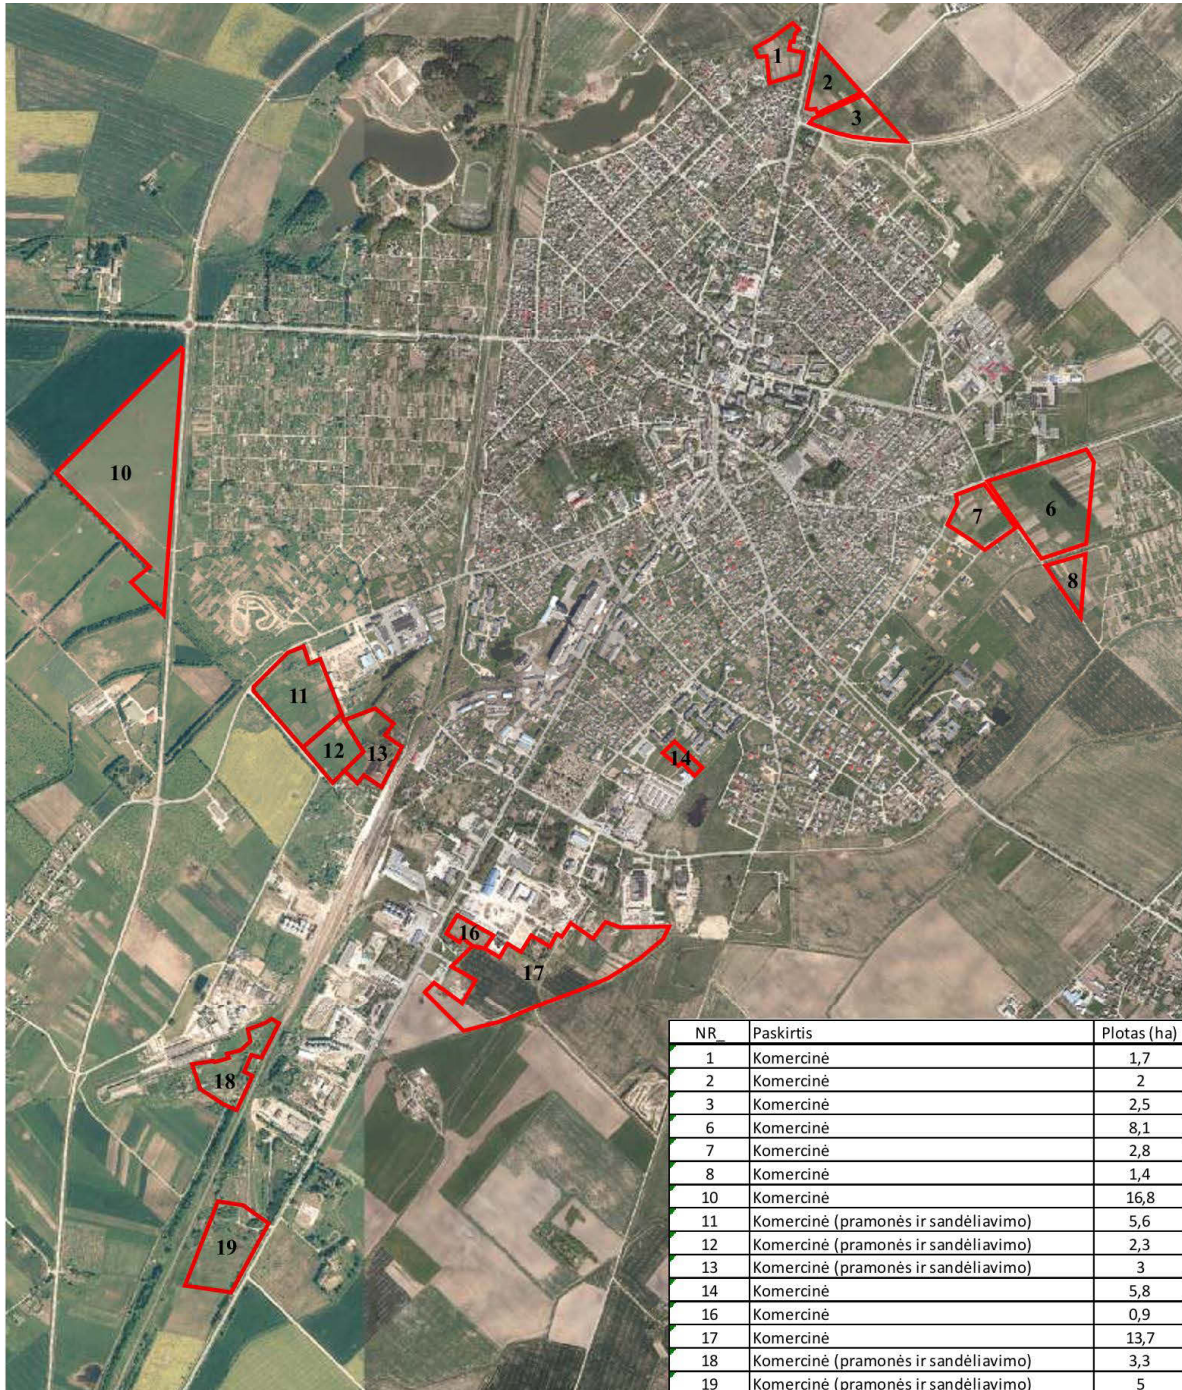 1
2
3
10
6
7
8
11
12
13
14
16
17
18
19
NR_ Paskirtis Plotas (ha)
1 Komercinė 1,7
2 Komercinė 2
3 Komercinė 2,5
6 Komercinė 8,1
7 Komercinė 2,8
8 Komercinė 1,4
10 Komercinė 16,8
11 Komercinė (pramonės ir sandėliavimo) 5,6
12 Komercinė (pramonės ir sandėliavimo) 2,3
13 Komercinė (pramonės ir sandėliavimo) 3
14 Komercinė 5,8
16 Komercinė 0,9
17 Komercinė 13,7
18 Komercinė (pramonės ir sandėliavimo) 3,3
19 Komercinė (pramonės ir sandėliavimo) 5